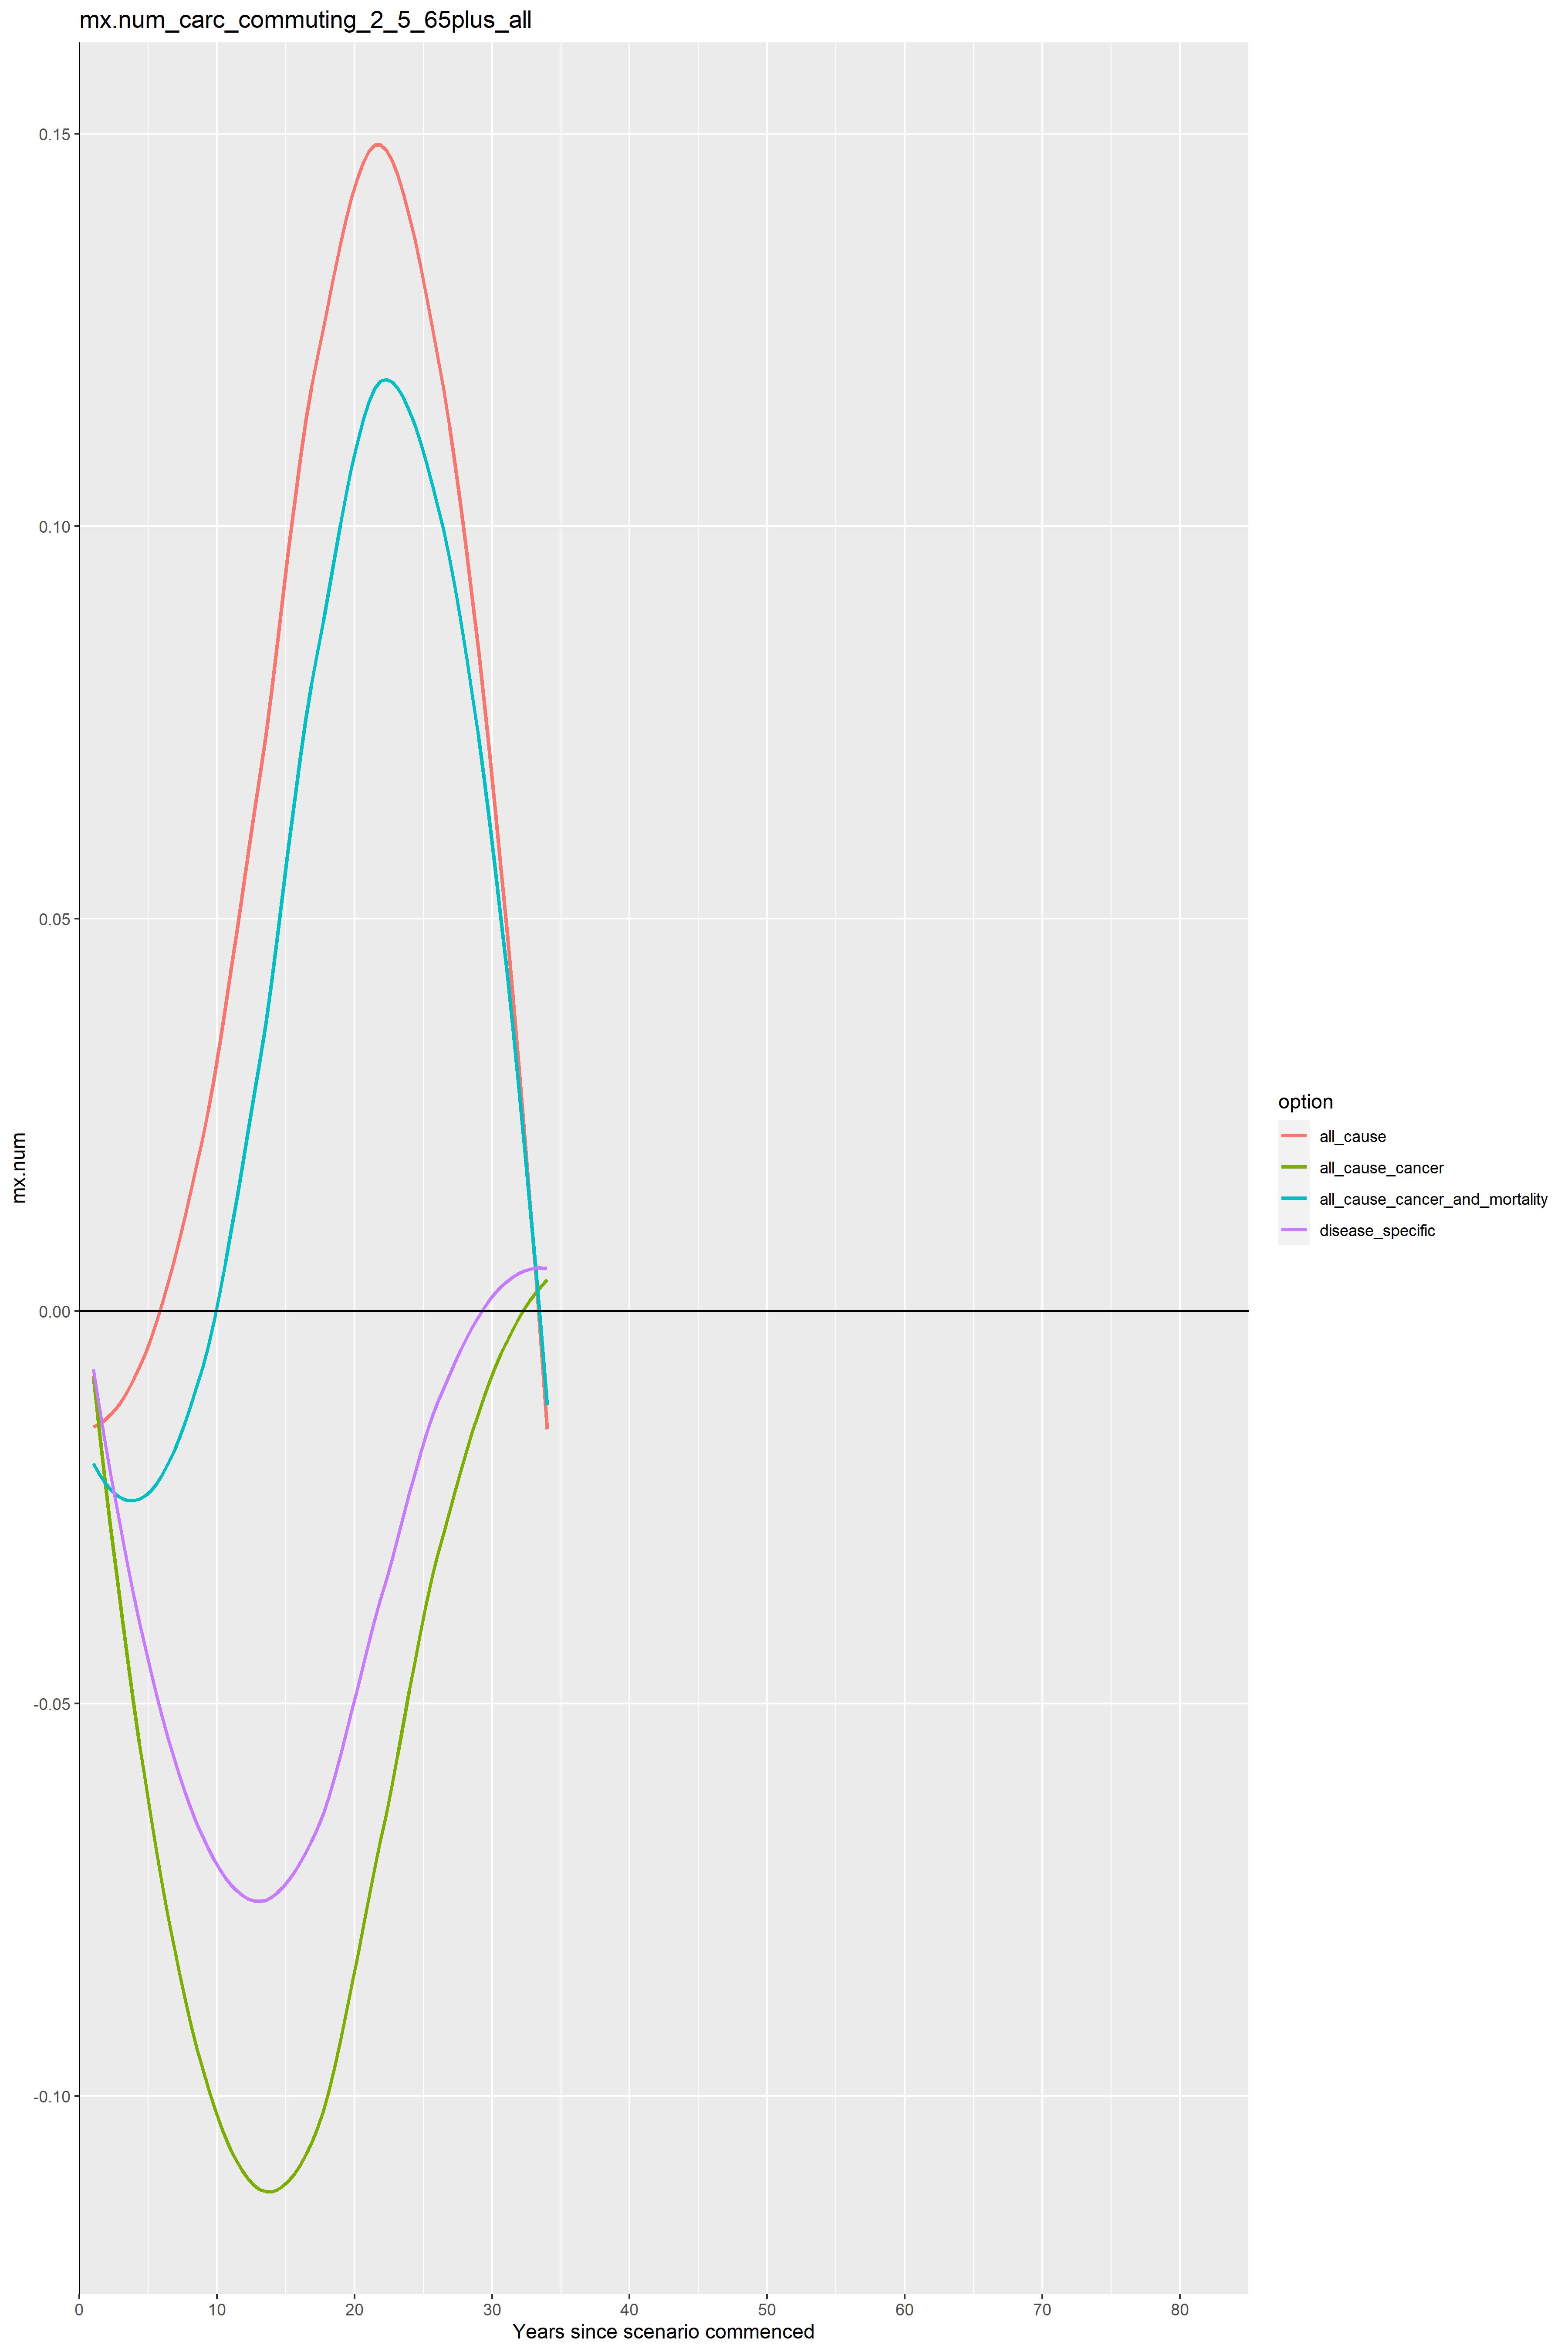 mx.num_carc_commuting_2_5_65plus_all
0.15
0.10
0.05
0.00
-0.05
-0.10
mx.num
0 10 20 30 40 50 60 70 80
Years since scenario commenced
option
all_cause
all_cause_cancer
all_cause_cancer_and_mortality
disease_specific